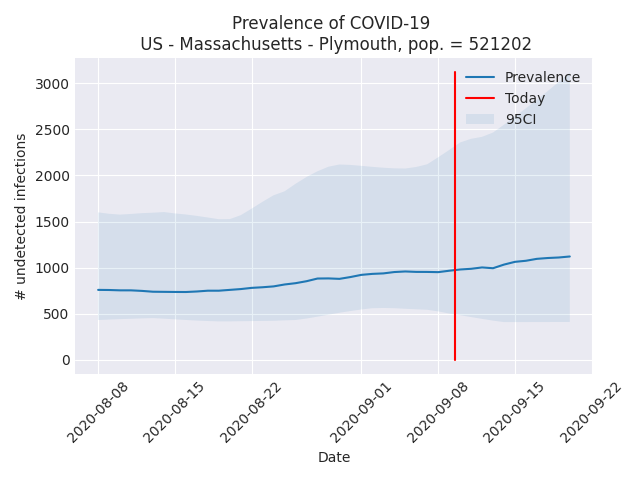 Prevalence of COVID-19
US - Massachusetts - Plymouth, pop. = 521202
3000
2500
2000
1500
1000
500
0
# undetected infections
Prevalence
Today
95CI
2020-08-08
2020-08-15
2020-08-22
2020-09-01
2020-09-08
2020-09-15
2020-09-22
Date